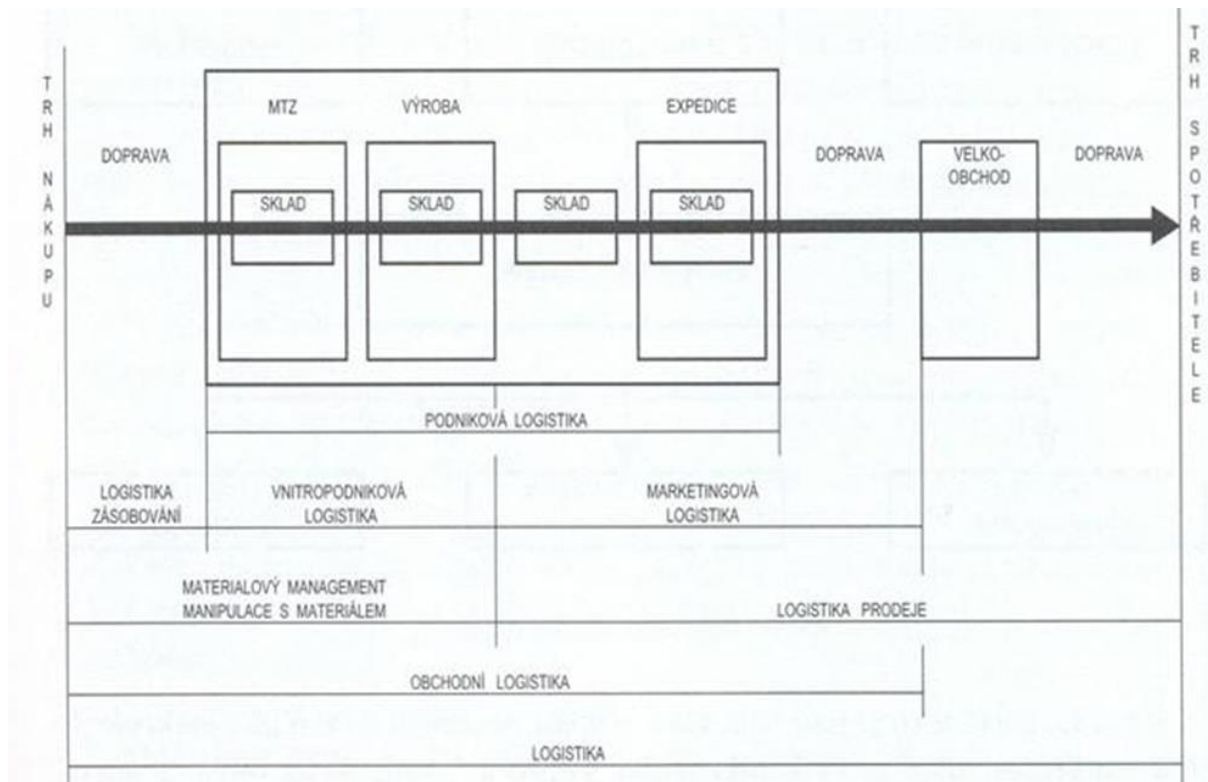 TRH NÁKUPU
TRH SPOTŘEBITELE
MTZ
VÝROBA
EXPEDICE
DOPRAVA
DOPRAVA
VELKO-
OBCHOD
DOPRAVA
SKLAD
SKLAD
SKLAD
SKLAD
PODNIKOVÁ LOGISTIKA
LOGISTIKA
ZÁSOBOVÁNÍ
VNITROPODNIKOVÁ
LOGISTIKA
MARKETINGOVÁ
LOGISTIKA
MATERIALOVÝ MANAGEMENT
MANIPULACE S MATERIÁLEM
LOGISTIKA PRODEJE
OBCHODNÍ LOGISTIKA
LOGISTIKA